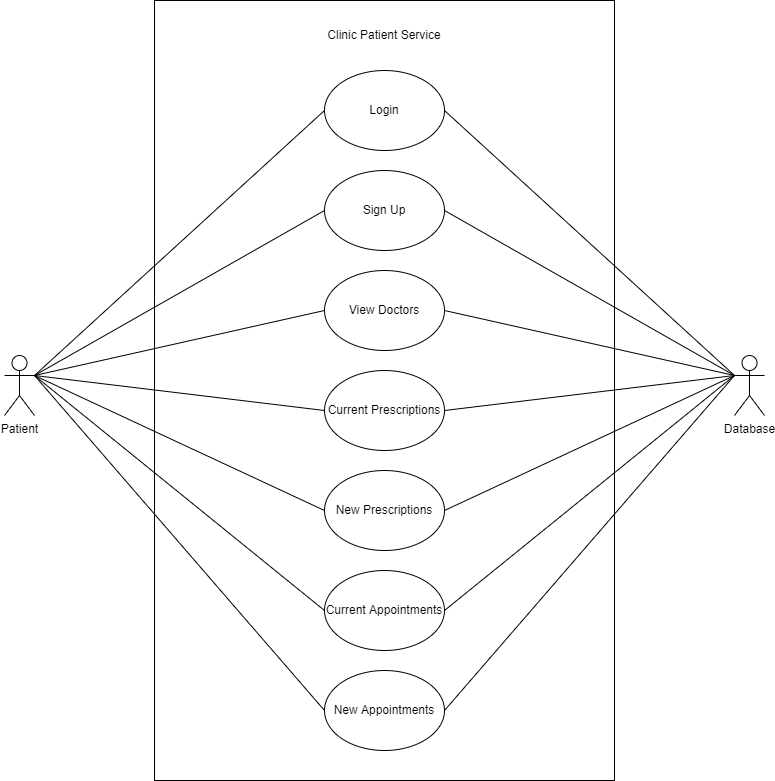 Clinic Patient Service
Login
Sign Up
View Doctors
Current Prescriptions
Patient
Database
New Prescriptions
Current Appointments
New Appointments